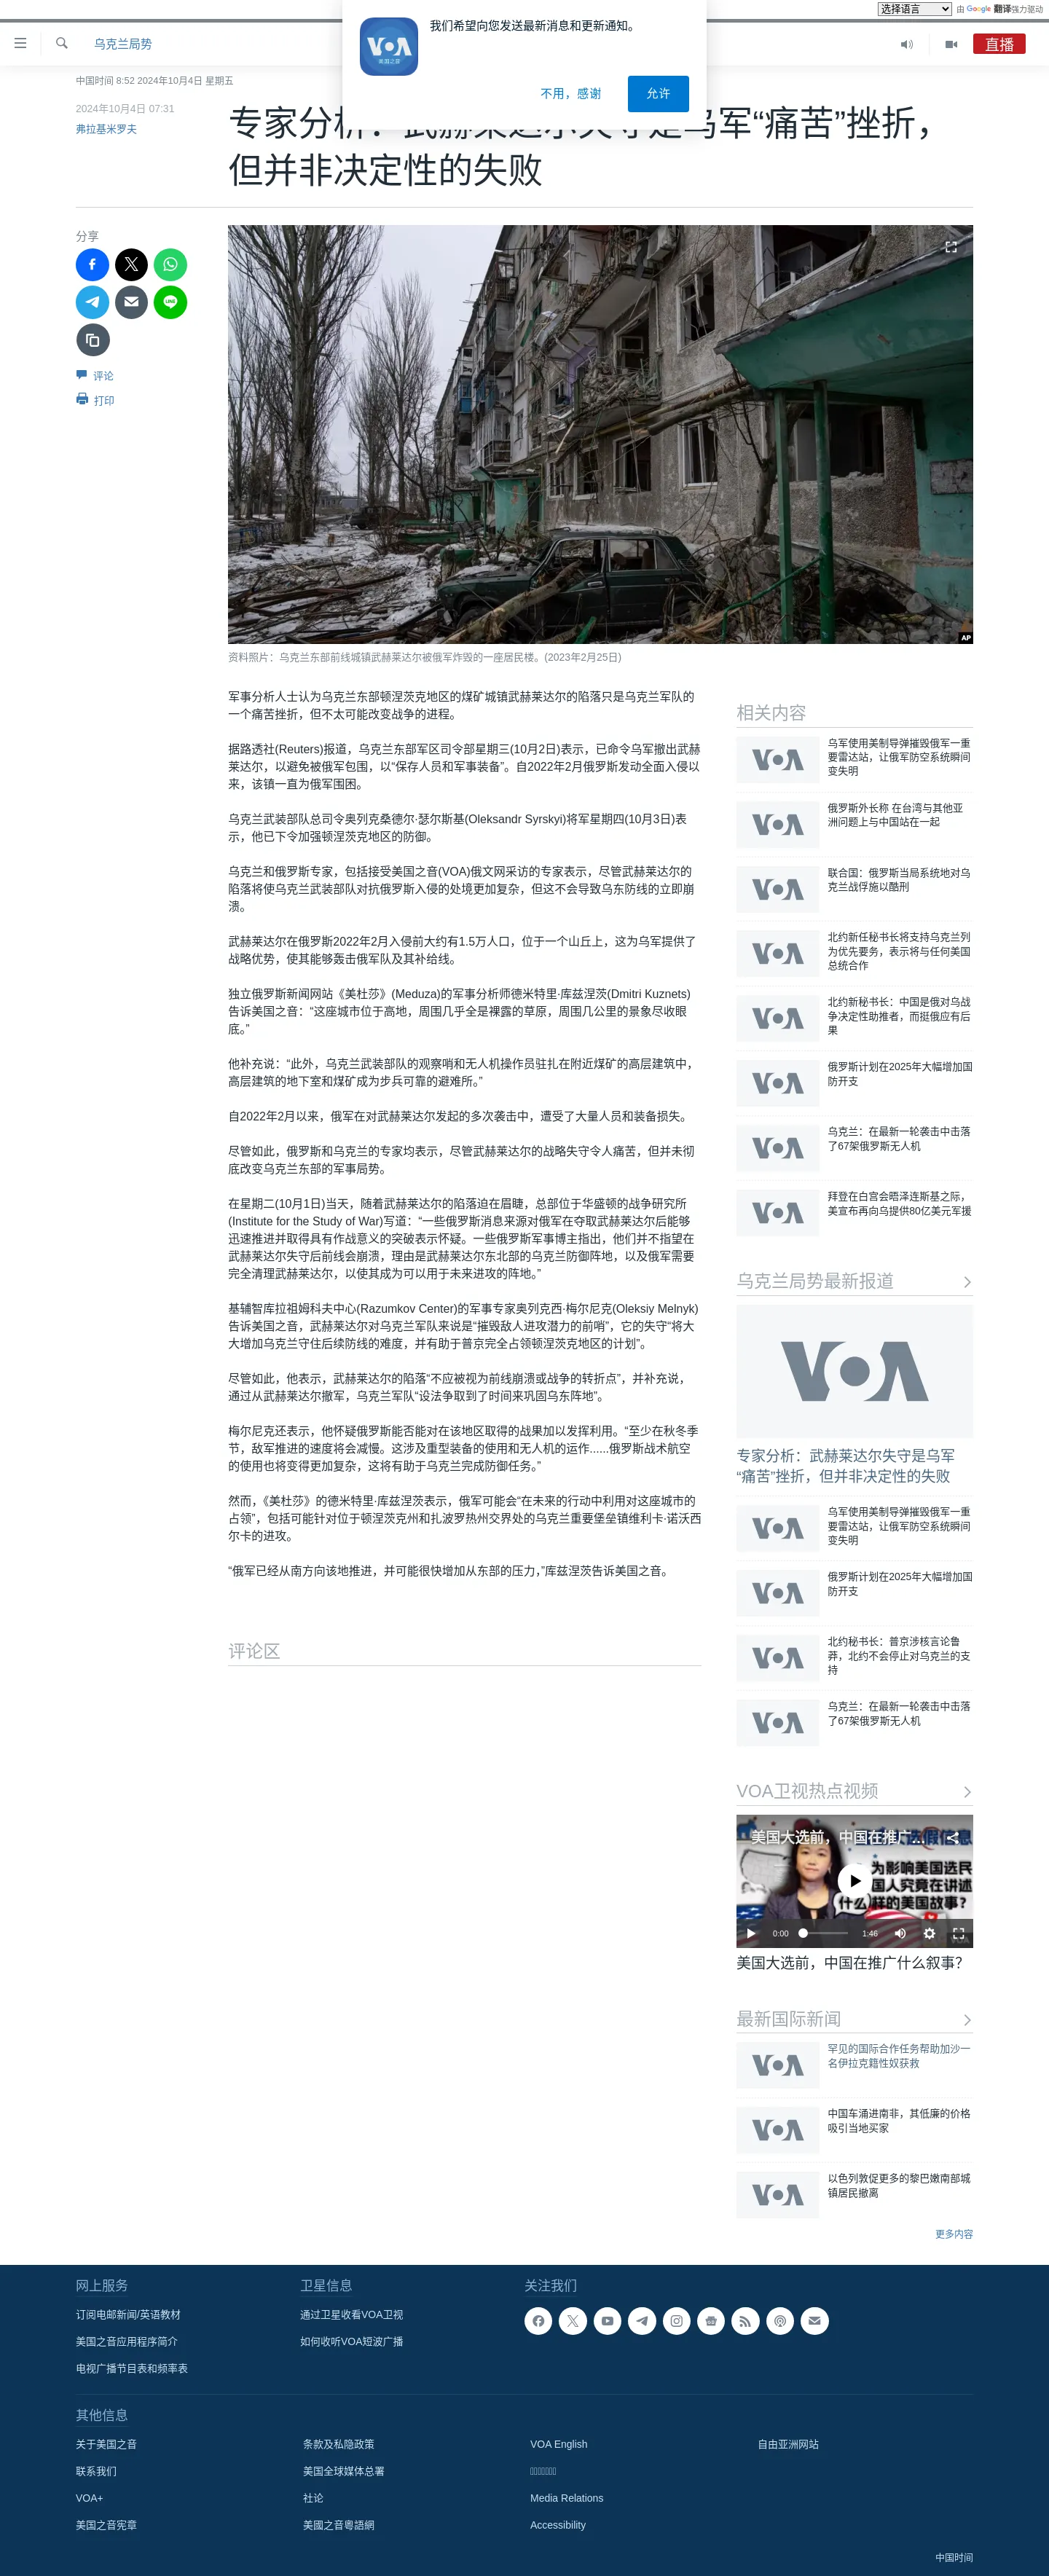 选择语言 由 Google 翻译强力驱动
VOA
美国之音
我们希望向您发送最新消息和更新通知。
不用，感谢
允许
乌克兰局势
直播
中国时间 8:52 2024年10月4日 星期五
2024年10月4日 07:31
弗拉基米罗夫
专家分析：武赫莱达尔失守是乌军“痛苦”挫折，
但并非决定性的失败
分享
评论
打印
AP
资料照片：乌克兰东部前线城镇武赫莱达尔被俄军炸毁的一座居民楼。(2023年2月25日)
军事分析人士认为乌克兰东部顿涅茨克地区的煤矿城镇武赫莱达尔的陷落只是乌克兰军队的
一个痛苦挫折，但不太可能改变战争的进程。
据路透社(Reuters)报道，乌克兰东部军区司令部星期三(10月2日)表示，已命令乌军撤出武赫
莱达尔，以避免被俄军包围，以“保存人员和军事装备”。自2022年2月俄罗斯发动全面入侵以
来，该镇一直为俄军围困。
乌克兰武装部队总司令奥列克桑德尔·瑟尔斯基(Oleksandr Syrskyi)将军星期四(10月3日)表
示，他已下令加强顿涅茨克地区的防御。
乌克兰和俄罗斯专家，包括接受美国之音(VOA)俄文网采访的专家表示，尽管武赫莱达尔的
陷落将使乌克兰武装部队对抗俄罗斯入侵的处境更加复杂，但这不会导致乌东防线的立即崩
溃。
武赫莱达尔在俄罗斯2022年2月入侵前大约有1.5万人口，位于一个山丘上，这为乌军提供了
战略优势，使其能够轰击俄军队及其补给线。
独立俄罗斯新闻网站《美杜莎》(Meduza)的军事分析师德米特里·库兹涅茨(Dmitri Kuznets)
告诉美国之音：“这座城市位于高地，周围几乎全是裸露的草原，周围几公里的景象尽收眼
底。”
他补充说：“此外，乌克兰武装部队的观察哨和无人机操作员驻扎在附近煤矿的高层建筑中，
高层建筑的地下室和煤矿成为步兵可靠的避难所。”
自2022年2月以来，俄军在对武赫莱达尔发起的多次袭击中，遭受了大量人员和装备损失。
尽管如此，俄罗斯和乌克兰的专家均表示，尽管武赫莱达尔的战略失守令人痛苦，但并未彻
底改变乌克兰东部的军事局势。
在星期二(10月1日)当天，随着武赫莱达尔的陷落迫在眉睫，总部位于华盛顿的战争研究所
(Institute for the Study of War)写道：“一些俄罗斯消息来源对俄军在夺取武赫莱达尔后能够
迅速推进并取得具有作战意义的突破表示怀疑。一些俄罗斯军事博主指出，他们并不指望在
武赫莱达尔失守后前线会崩溃，理由是武赫莱达尔东北部的乌克兰防御阵地，以及俄军需要
完全清理武赫莱达尔，以使其成为可以用于未来进攻的阵地。”
基辅智库拉祖姆科夫中心(Razumkov Center)的军事专家奥列克西·梅尔尼克(Oleksiy Melnyk)
告诉美国之音，武赫莱达尔对乌克兰军队来说是“摧毁敌人进攻潜力的前哨”，它的失守“将大
大增加乌克兰守住后续防线的难度，并有助于普京完全占领顿涅茨克地区的计划”。
尽管如此，他表示，武赫莱达尔的陷落“不应被视为前线崩溃或战争的转折点”，并补充说，
通过从武赫莱达尔撤军，乌克兰军队“设法争取到了时间来巩固乌东阵地”。
梅尔尼克还表示，他怀疑俄罗斯能否能对在该地区取得的战果加以发挥利用。“至少在秋冬季
节，敌军推进的速度将会减慢。这涉及重型装备的使用和无人机的运作......俄罗斯战术航空
的使用也将变得更加复杂，这将有助于乌克兰完成防御任务。”
然而，《美杜莎》的德米特里·库兹涅茨表示，俄军可能会“在未来的行动中利用对这座城市的
占领”，包括可能针对位于顿涅茨克州和扎波罗热州交界处的乌克兰重要堡垒镇维利卡·诺沃西
尔卡的进攻。
“俄军已经从南方向该地推进，并可能很快增加从东部的压力，”库兹涅茨告诉美国之音。
评论区
相关内容
VOA
乌军使用美制导弹摧毁俄军一重
要雷达站，让俄军防空系统瞬间
变失明
VOA
俄罗斯外长称 在台湾与其他亚
洲问题上与中国站在一起
VOA
联合国：俄罗斯当局系统地对乌
克兰战俘施以酷刑
VOA
北约新任秘书长将支持乌克兰列
为优先要务，表示将与任何美国
总统合作
VOA
北约新秘书长：中国是俄对乌战
争决定性助推者，而挺俄应有后
果
VOA
俄罗斯计划在2025年大幅增加国
防开支
VOA
乌克兰：在最新一轮袭击中击落
了67架俄罗斯无人机
VOA
拜登在白宫会晤泽连斯基之际，
美宣布再向乌提供80亿美元军援
乌克兰局势最新报道
VOA
专家分析：武赫莱达尔失守是乌军
“痛苦”挫折，但并非决定性的失败
VOA
乌军使用美制导弹摧毁俄军一重
要雷达站，让俄军防空系统瞬间
变失明
VOA
俄罗斯计划在2025年大幅增加国
防开支
VOA
北约秘书长：普京涉核言论鲁
莽，北约不会停止对乌克兰的支
持
VOA
乌克兰：在最新一轮袭击中击落
了67架俄罗斯无人机
VOA卫视热点视频
美国大选前，中国在推广...
为影响美国选民
国人究竟在讲述
什么样的美国故事？
0:00
1:46
美国大选前，中国在推广什么叙事？
最新国际新闻
VOA
罕见的国际合作任务帮助加沙一
名伊拉克籍性奴获救
VOA
中国车涌进南非，其低廉的价格
吸引当地买家
VOA
以色列敦促更多的黎巴嫩南部城
镇居民撤离
更多内容
网上服务
订阅电邮新闻/英语教材
美国之音应用程序简介
电视广播节目表和频率表
卫星信息
通过卫星收看VOA卫视
如何收听VOA短波广播
关注我们
其他信息
关于美国之音
联系我们
VOA+
美国之音宪章
条款及私隐政策
美国全球媒体总署
社论
美國之音粵語網
VOA English
Media Relations
Accessibility
自由亚洲网站
中国时间